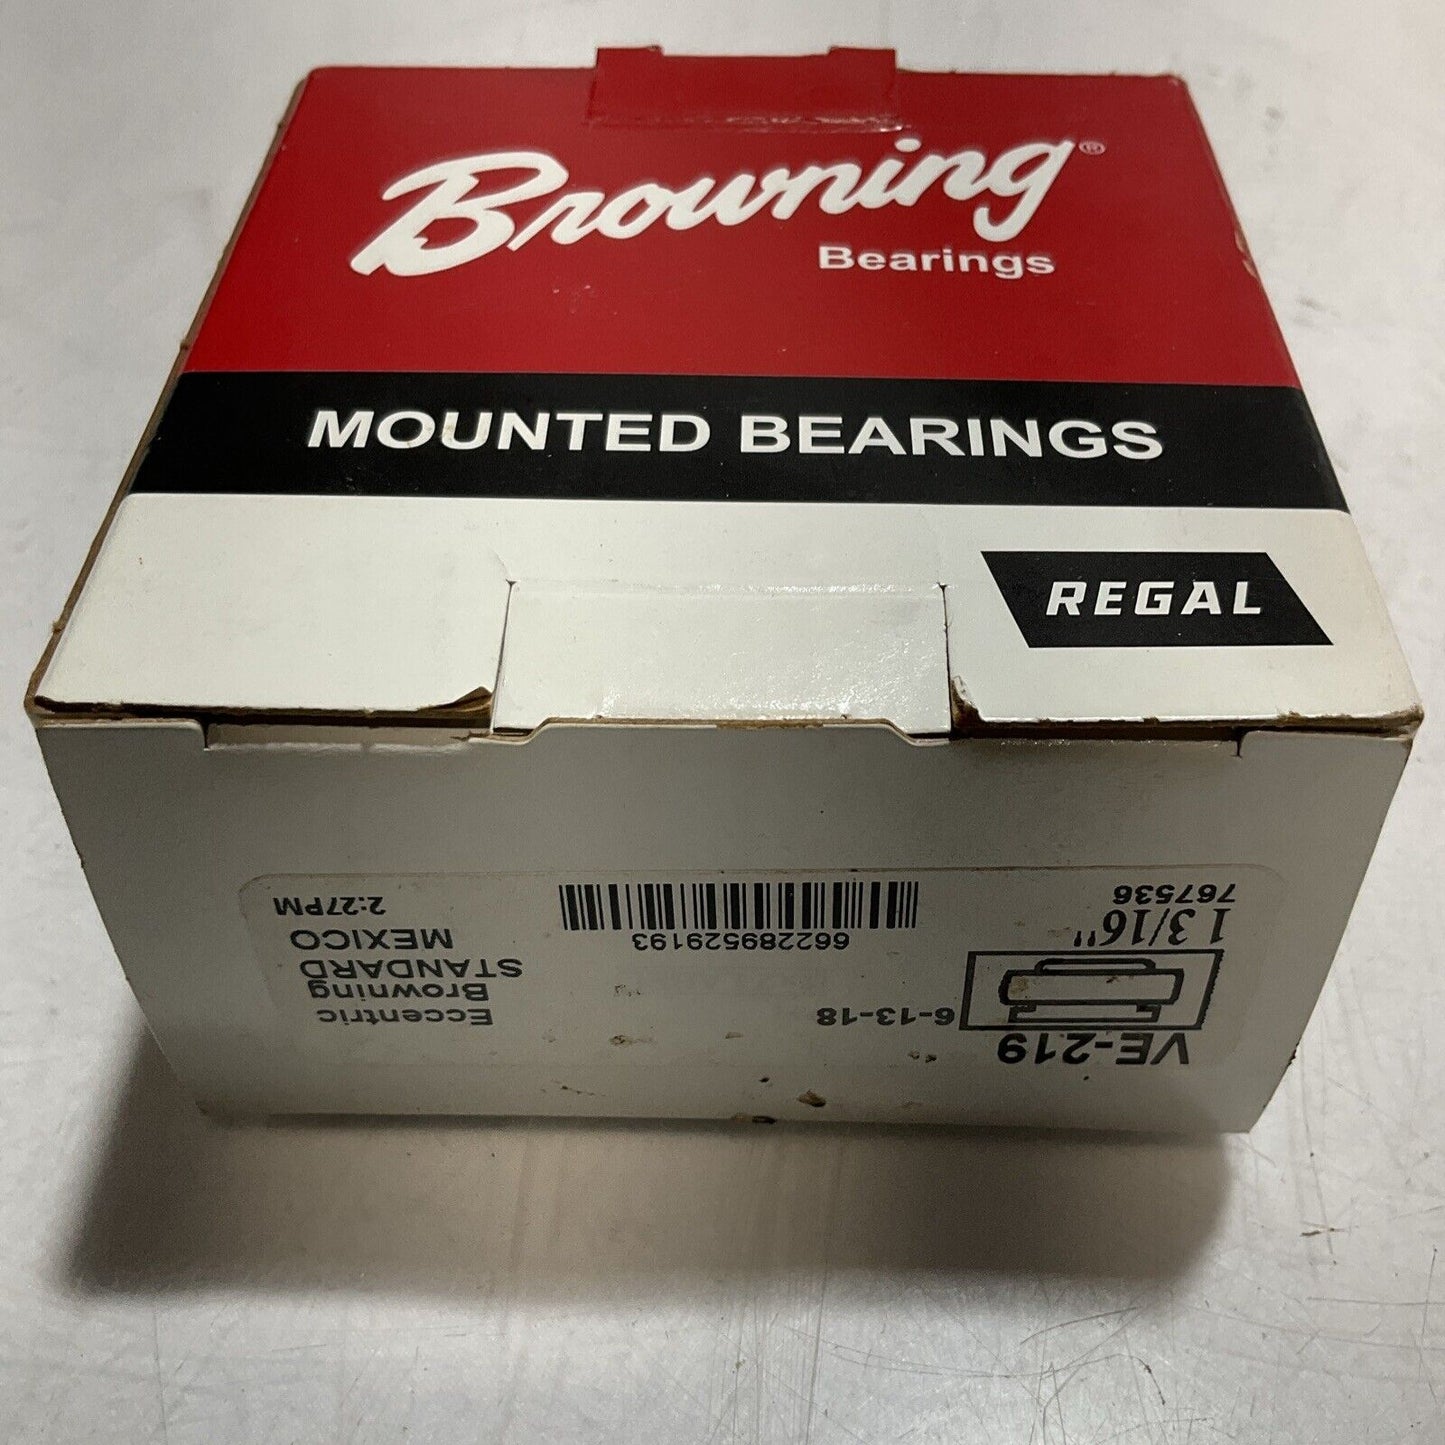 Browning®
Bearings
MOUNTED BEARINGS
REGAL
VE-219
6-13-18
1 3/16"
767536
662289529193
Eccentric
Browning
STANDARD
MEXICO
2:27PM